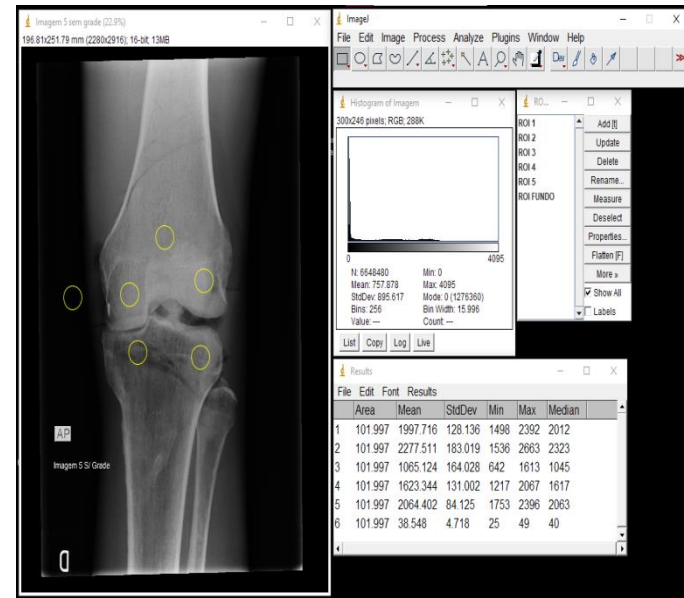 Imagem 5 sem grade (22.9%)
196.81x251.79 mm (2280x2916); 16-bit; 13MB
AP
Imagem 5 S/ Grade
D
ImageJ
File Edit Image Process Analyze Plugins Window Help
Dev
Histogram of Imagem
300x246 pixels; RGB; 288K
0 4095
N: 6648480 Min: 0
Mean: 757.878 Max: 4095
StdDev: 895.617 Mode: 0 (1276360)
Bins: 256 Bin Width: 15.996
Value: --- Count: ---
List Copy Log Live
RO...
ROI 1
ROI 2
ROI 3
ROI 4
ROI 5
ROI FUNDO
Add [t]
Update
Delete
Rename...
Measure
Deselect
Properties...
Flatten [F]
More »
Show All
Labels
Results
File Edit Font Results
Area Mean StdDev Min Max Median
1 101.997 1997.716 128.136 1498 2392 2012
2 101.997 2277.511 183.019 1536 2663 2323
3 101.997 1065.124 164.028 642 1613 1045
4 101.997 1623.344 131.002 1217 2067 1617
5 101.997 2064.402 84.125 1753 2396 2063
6 101.997 38.548 4.718 25 49 40